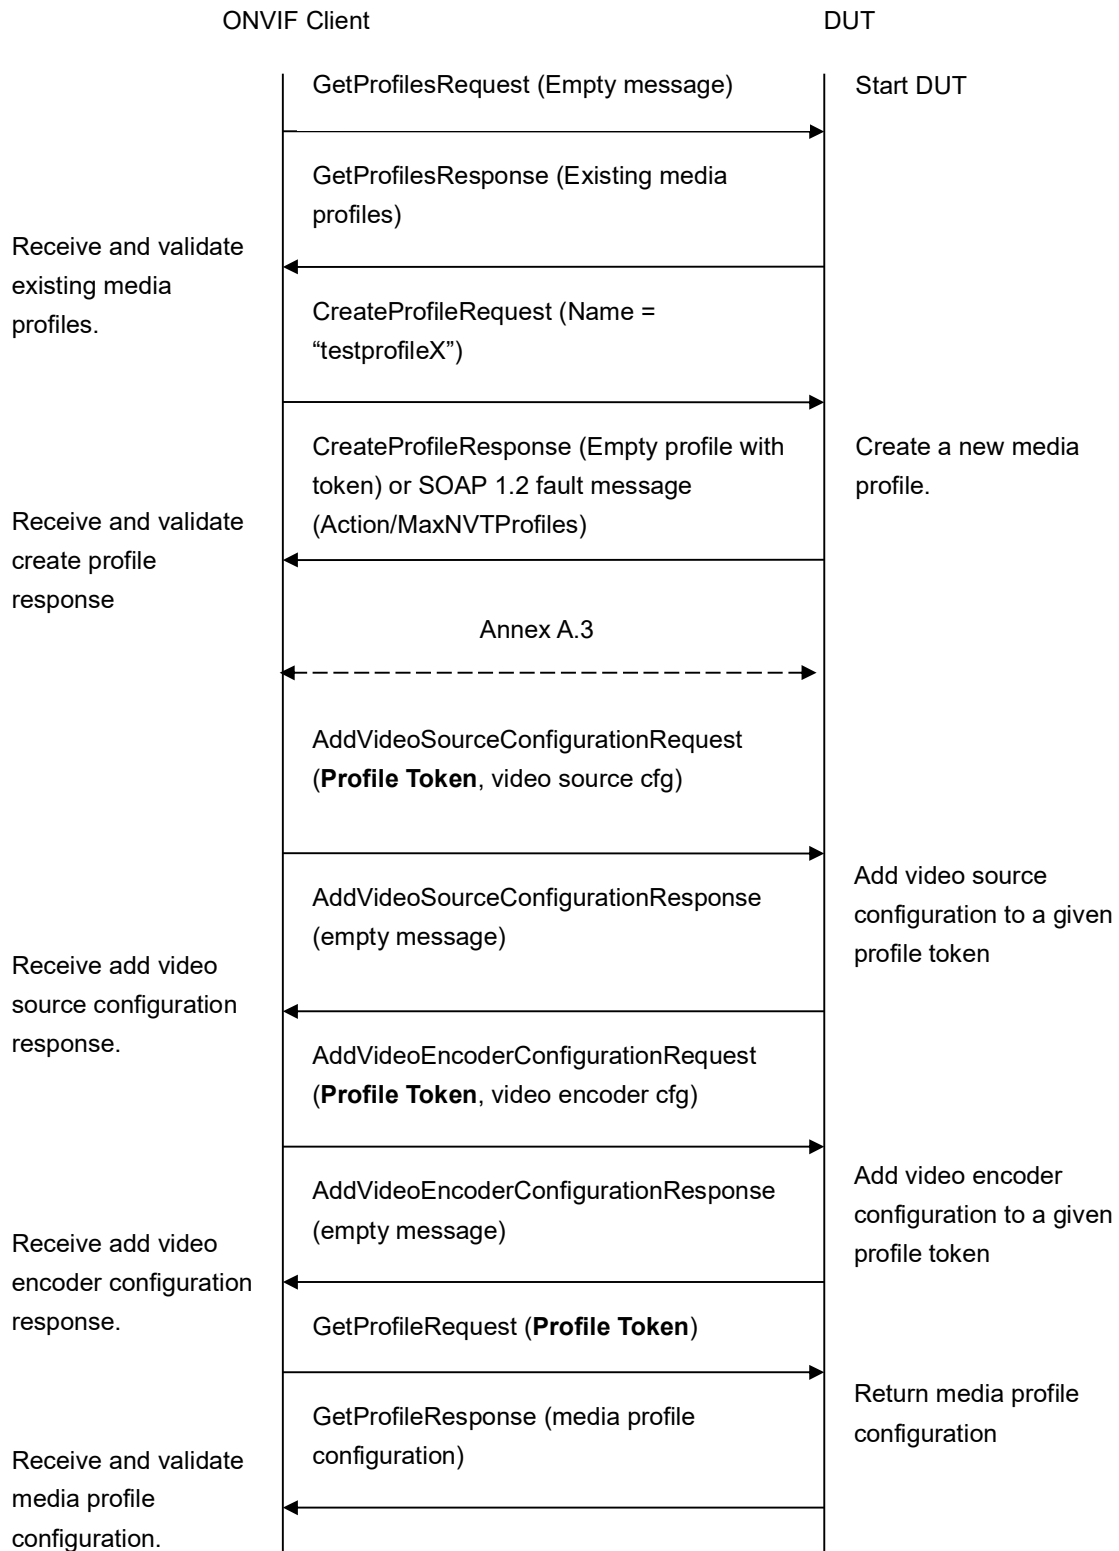 ONVIF Client
DUT
GetProfilesRequest (Empty message)
Start DUT
GetProfilesResponse (Existing media
profiles)
Receive and validate
existing media
profiles.
CreateProfileRequest (Name =
“testprofileX”)
CreateProfileResponse (Empty profile with
token) or SOAP 1.2 fault message
(Action/MaxNVTProfiles)
Create a new media
profile.
Receive and validate
create profile
response
Annex A.3
AddVideoSourceConfigurationRequest
(Profile Token, video source cfg)
AddVideoSourceConfigurationResponse
(empty message)
Add video source
configuration to a given
profile token
Receive add video
source configuration
response.
AddVideoEncoderConfigurationRequest
(Profile Token, video encoder cfg)
AddVideoEncoderConfigurationResponse
(empty message)
Add video encoder
configuration to a given
profile token
Receive add video
encoder configuration
response.
GetProfileRequest (Profile Token)
GetProfileResponse (media profile
configuration)
Return media profile
configuration
Receive and validate
media profile
configuration.